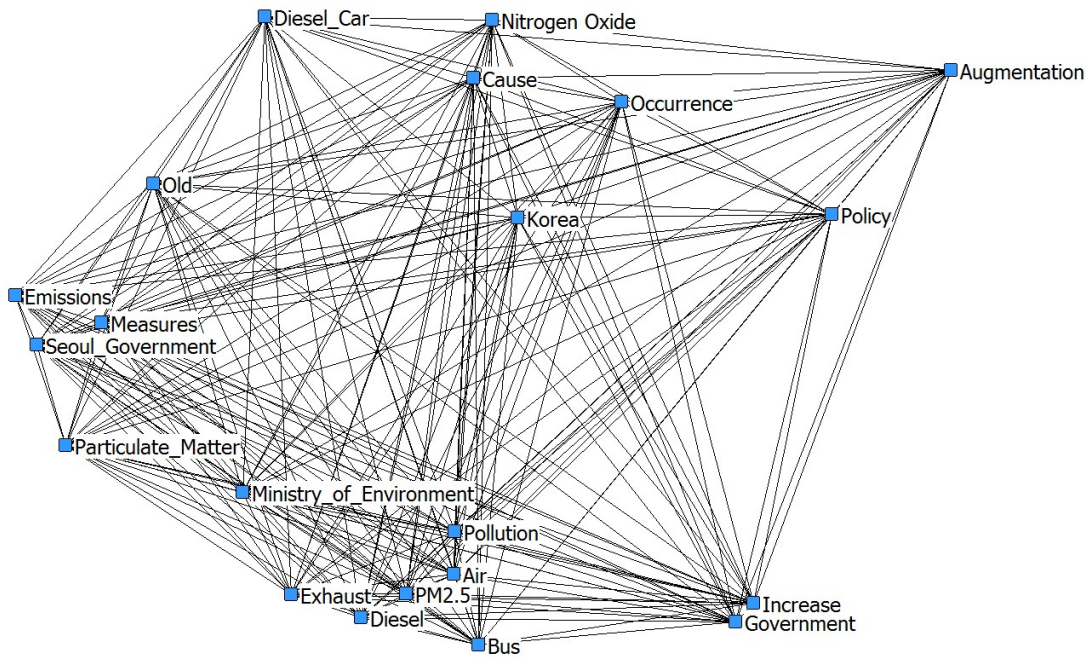 Diesel_Car
Nitrogen Oxide
Augmentation
Cause
Occurrence
Old
Policy
Korea
Emissions
Measures
Seoul_Government
Particulate_Matter
Ministry_of_Environment
Pollution
Air
Exhaust
PM2.5
Increase
Diesel
Government
Bus